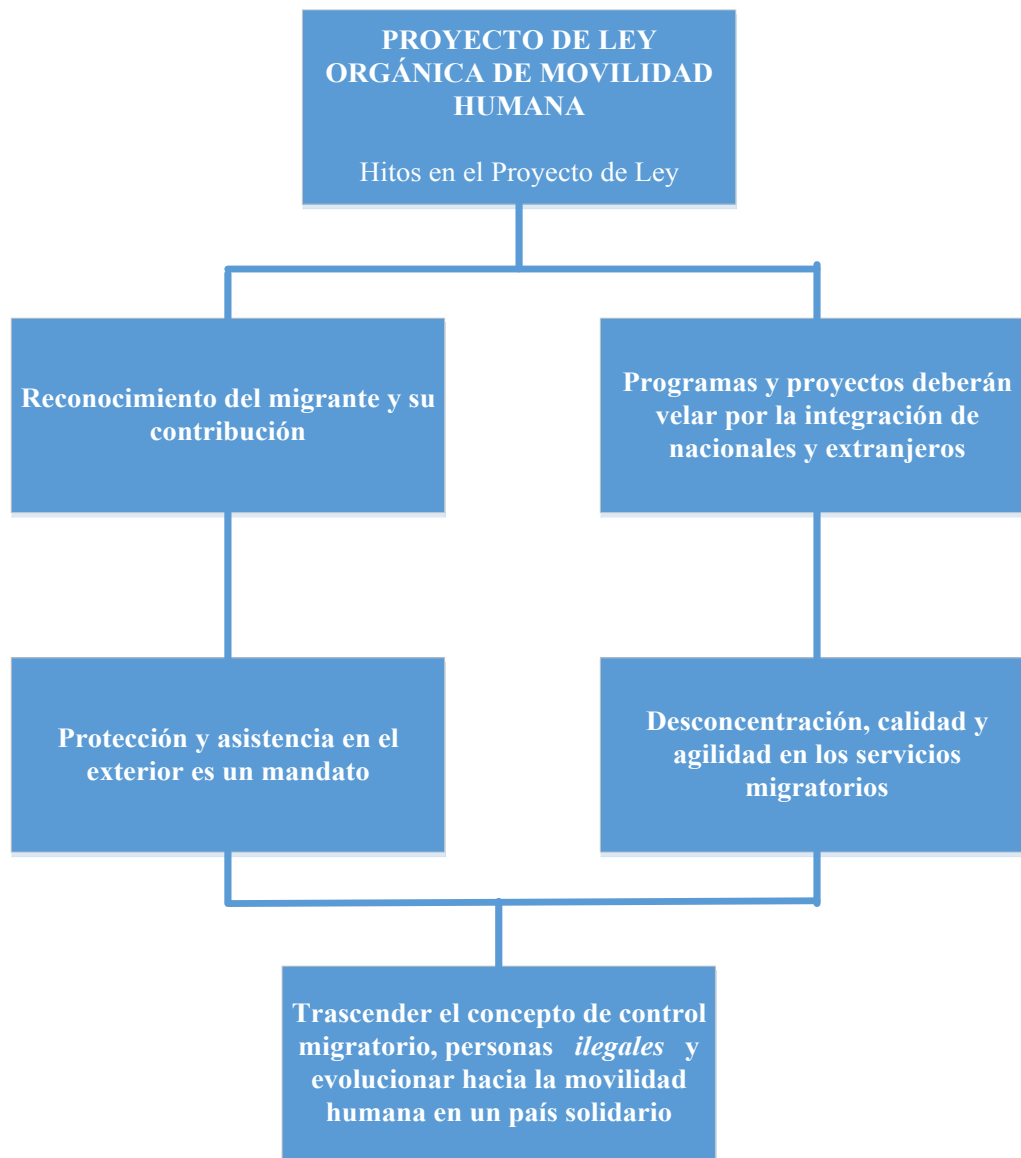 PROYECTO DE LEY
ORGÁNICA DE MOVILIDAD
HUMANA
Hitos en el Proyecto de Ley
Reconocimiento del migrante y su
contribución
Programas y proyectos deberán
velar por la integración de
nacionales y extranjeros
Protección y asistencia en el
exterior es un mandato
Desconcentración, calidad y
agilidad en los servicios
migratorios
Trascender el concepto de control
migratorio, personas ilegales y
evolucionar hacia la movilidad
humana en un país solidario